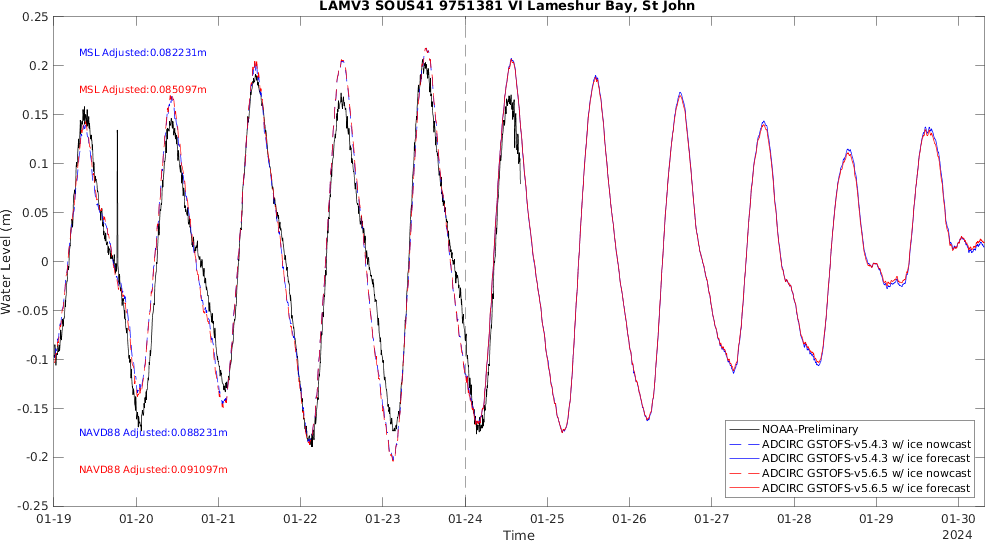 LAMV3 SOUS41 9751381 VI Lameshur Bay, St John
Water Level (m)
0.25
0.2
0.15
0.1
0.05
0
-0.05
-0.1
-0.15
-0.2
-0.25
MSL Adjusted:0.082231m
MSL Adjusted:0.085097m
NAVD88 Adjusted:0.088231m
NAVD88 Adjusted:0.091097m
NOAA-Preliminary
ADCIRC GSTOFS-v5.4.3 w/ ice nowcast
ADCIRC GSTOFS-v5.4.3 w/ ice forecast
ADCIRC GSTOFS-v5.6.5 w/ ice nowcast
ADCIRC GSTOFS-v5.6.5 w/ ice forecast
01-19 01-20 01-21 01-22 01-23 01-24 01-25 01-26 01-27 01-28 01-29 01-30
2024
Time